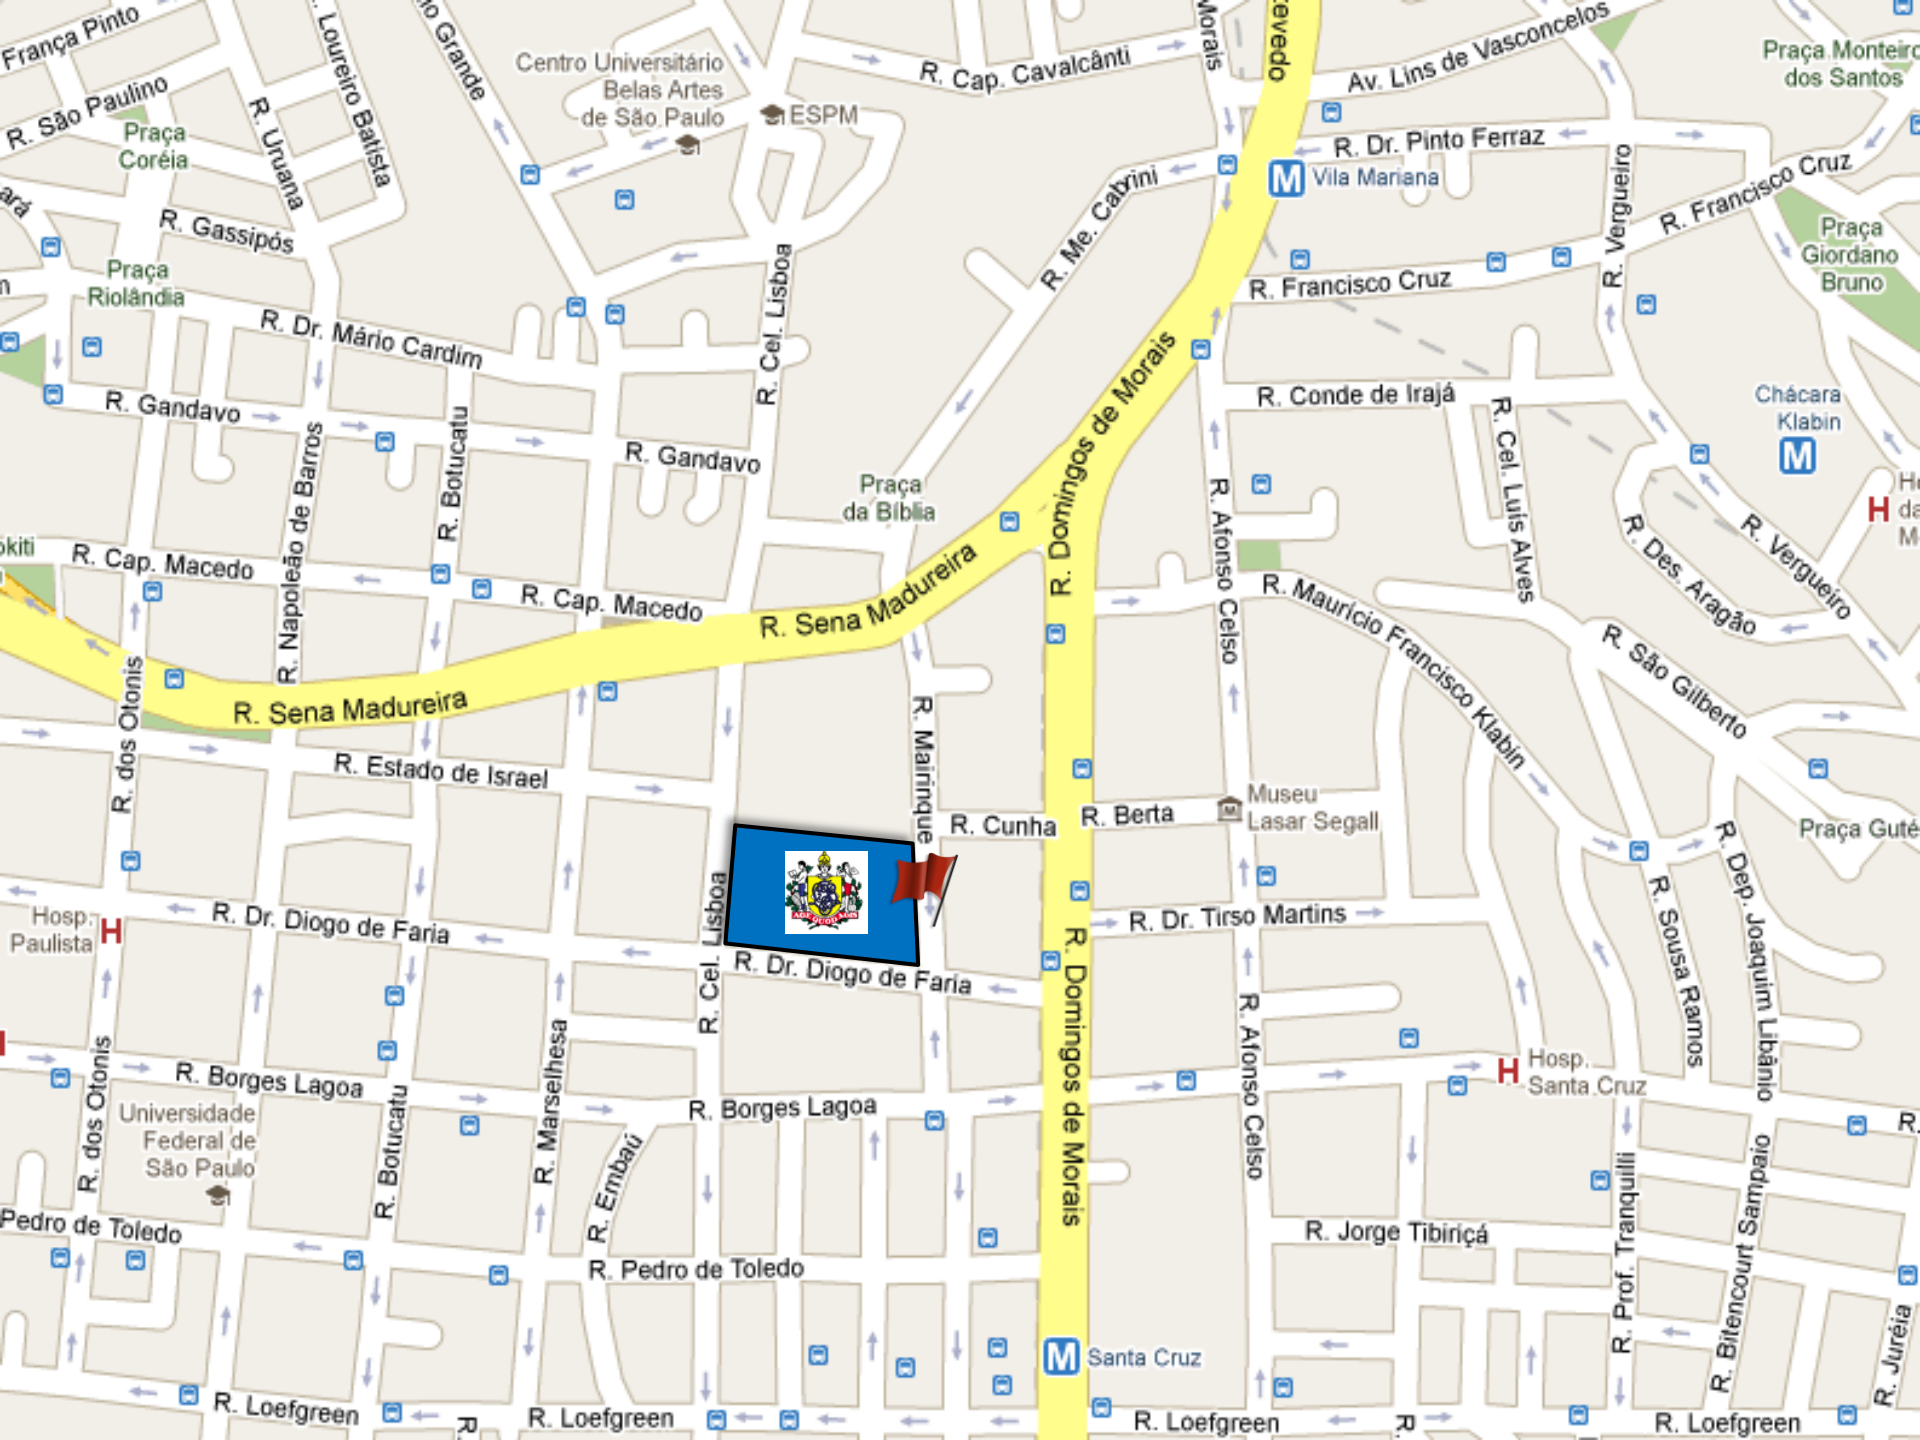 França Pinto
R. São Paulino
R. Uruana
R. Loureiro Batista
Grande
Centro Universitário
Belas Artes
de São Paulo
ESPM
R. Cap. Cavalcânti
Morais
Av. Lins de Vasconcelos
Praça Monteiro
dos Santos
Praça
Coréia
R. Dr. Pinto Ferraz
M Vila Mariana
R. Me. Cabrini
R. Vergueiro
R. Francisco Cruz
R. Gassipós
Praça
Riolândia
Praça
Giordano
Bruno
R. Francisco Cruz
R. Dr. Mário Cardim
R. Cel. Lisboa
R. Domingos de Morais
R. Conde de Irajá
Chácara
Klabin
M
R. Gandavo
R. Gandavo
R. Napoleão de Barros
R. Botucatu
Praça
da Bíblia
R. Afonso Celso
R. Cel. Luís Alves
R. Des. Aragão
R. Vergueiro
H
R. Cap. Macedo
R. Cap. Macedo
R. Sena Madureira
R. Maurício Francisco Klabin
R. São Gilberto
R. Sena Madureira
R. dos Otonis
R. Estado de Israel
R. Mairinque
R. Cunha
R. Berta
Museu
Lasar Segall
Praça Guté
R. Dep. Joaquim Libânio
R. Sousa Ramos
AGE QUOD AGIS
Hosp.
Paulista
H
R. Dr. Diogo de Faria
R. Cel. Lisboa
R. Dr. Diogo de Faria
R. Dr. Tirso Martins
R. Domingos de Morais
R. Afonso Celso
R. dos Otonis
R. Borges Lagoa
R. Marselhesa
R. Borges Lagoa
H
Hosp.
Santa Cruz
Universidade
Federal de
São Paulo
R. Botucatu
R. Embaú
R. Prof. Tranquilli
R. Bitencourt Sampaio
Pedro de Toledo
R. Pedro de Toledo
R. Jorge Tibiriçá
R. Juréia
M Santa Cruz
R. Loefgreen
R. Loefgreen
R. Loefgreen
R. Loefgreen